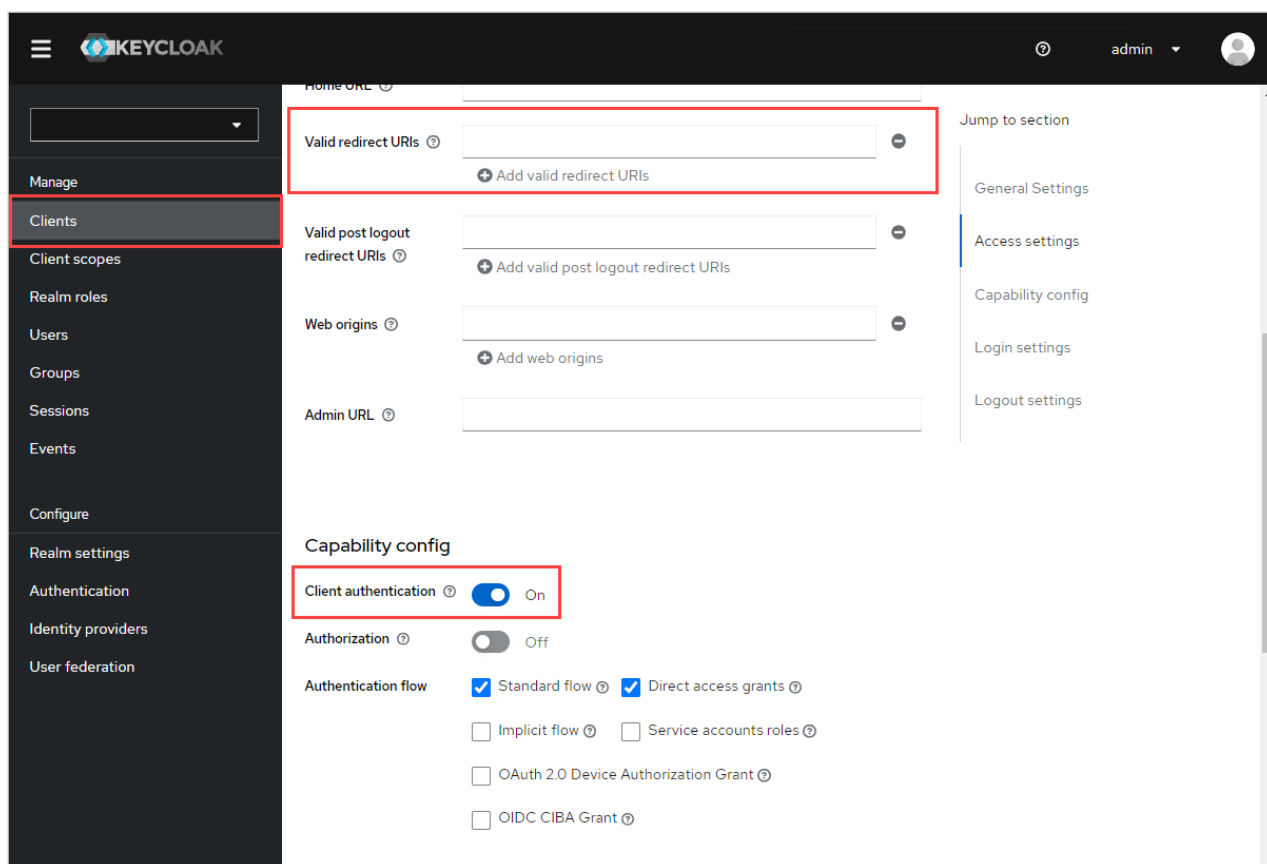 KEYCLOAK
admin
Home URL
Valid redirect URIs
Add valid redirect URIs
Jump to section
Manage
General Settings
Clients
Valid post logout
redirect URIs
Add valid post logout redirect URIs
Access settings
Client scopes
Realm roles
Capability config
Users
Web origins
Add web origins
Login settings
Groups
Sessions
Admin URL
Logout settings
Events
Configure
Realm settings
Capability config
Authentication
Client authentication
On
Identity providers
Authorization
Off
User federation
Authentication flow
Standard flow
Direct access grants
Implicit flow
Service accounts roles
OAuth 2.0 Device Authorization Grant
OIDC CIBA Grant